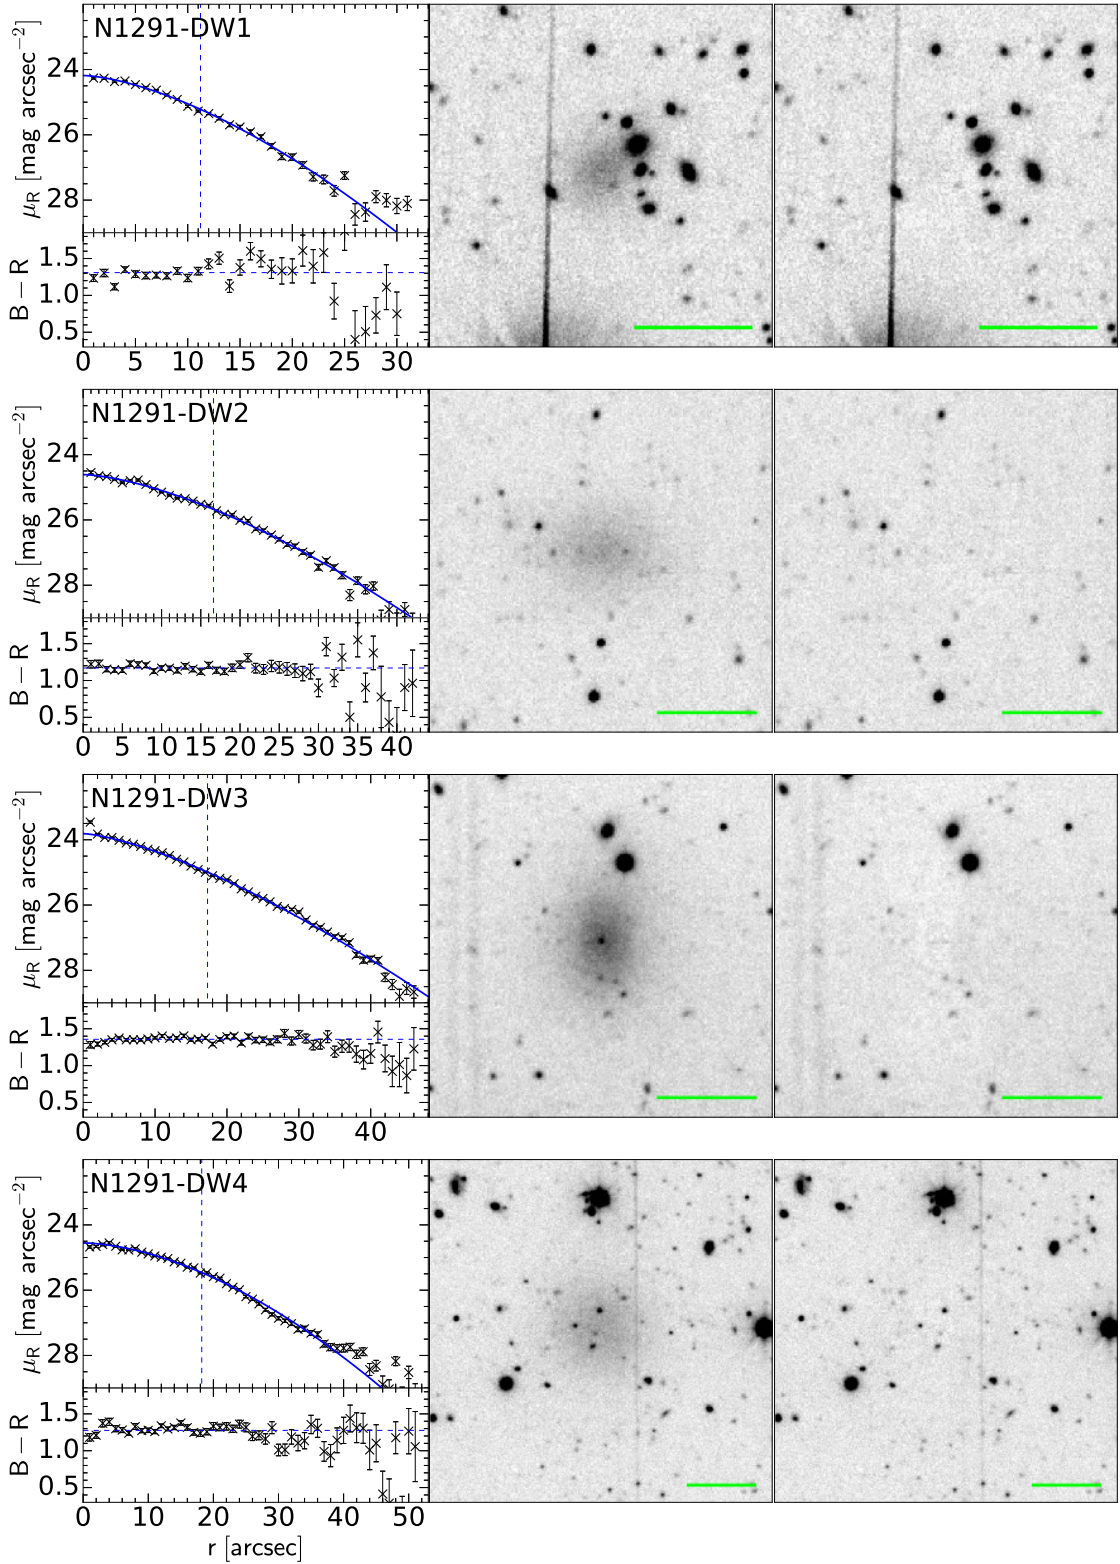 N1291-DW1
24
26
28
μR [mag arcsec−2]
1.5
1.0
0.5
B − R
0 5 10 15 20 25 30
N1291-DW2
24
26
28
μR [mag arcsec−2]
1.5
1.0
0.5
B − R
0 5 10 15 20 25 30 35 40
N1291-DW3
24
26
28
μR [mag arcsec−2]
1.5
1.0
0.5
B − R
0 10 20 30 40
N1291-DW4
24
26
28
μR [mag arcsec−2]
1.5
1.0
0.5
B − R
0 10 20 30 40 50
r [arcsec]